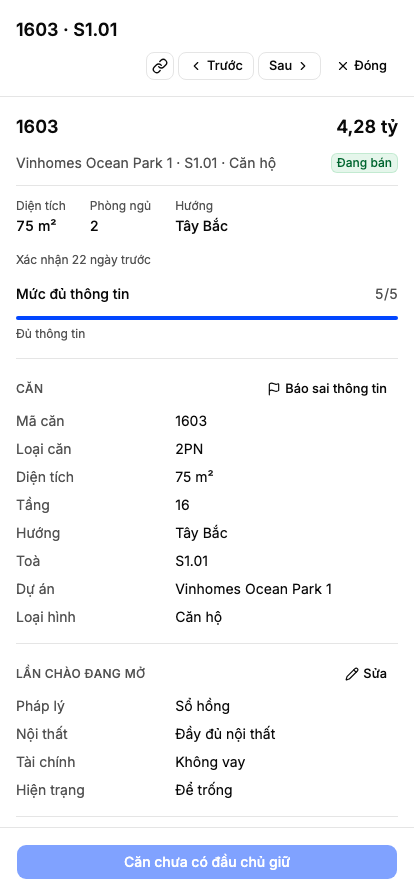 1603 · S1.01
Trước
Sau
Đóng
1603
4,28 tỷ
Vinhomes Ocean Park 1 · S1.01 · Căn hộ
Đang bán
Diện tích Phòng ngủ Hướng
75 m² 2 Tây Bắc
Xác nhận 22 ngày trước
Mức đủ thông tin 5/5
Đủ thông tin
CĂN Báo sai thông tin
Mã căn 1603
Loại căn 2PN
Diện tích 75 m²
Tầng 16
Hướng Tây Bắc
Toà S1.01
Dự án Vinhomes Ocean Park 1
Loại hình Căn hộ
LẦN CHÀO ĐANG MỞ Sửa
Pháp lý Sổ hồng
Nội thất Đầy đủ nội thất
Tài chính Không vay
Hiện trạng Để trống
Căn chưa có đầu chủ giữ